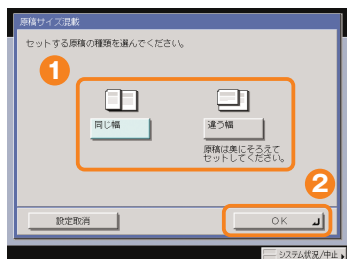 原稿サイズ混載
セットする原稿の種類を選んでください。
1
同じ幅
違う幅
原稿は奥にそろえて
セットしてください。
2
設定取消
OK
システム状況/中止